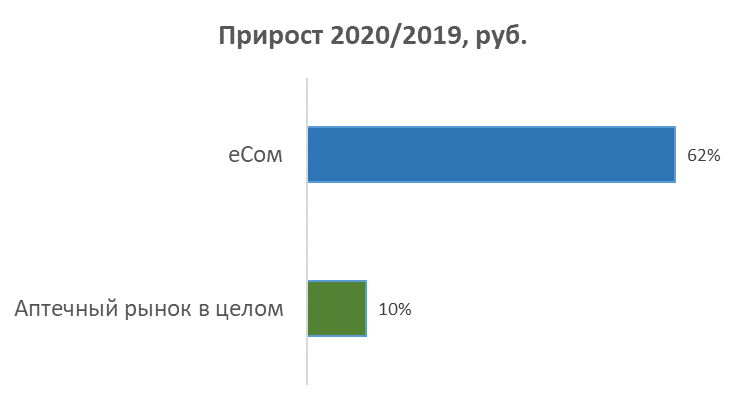 Прирост 2020/2019, руб.
eCom
62%
Аптечный рынок в целом
10%